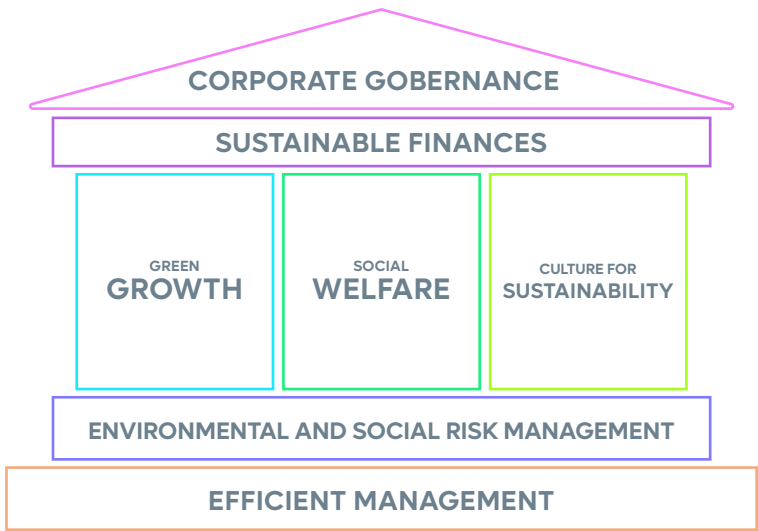 CORPORATE GOBERNANCE
SUSTAINABLE FINANCES
GREEN
GROWTH
SOCIAL
WELFARE
CULTURE FOR
SUSTAINABILITY
ENVIRONMENTAL AND SOCIAL RISK MANAGEMENT
EFFICIENT MANAGEMENT